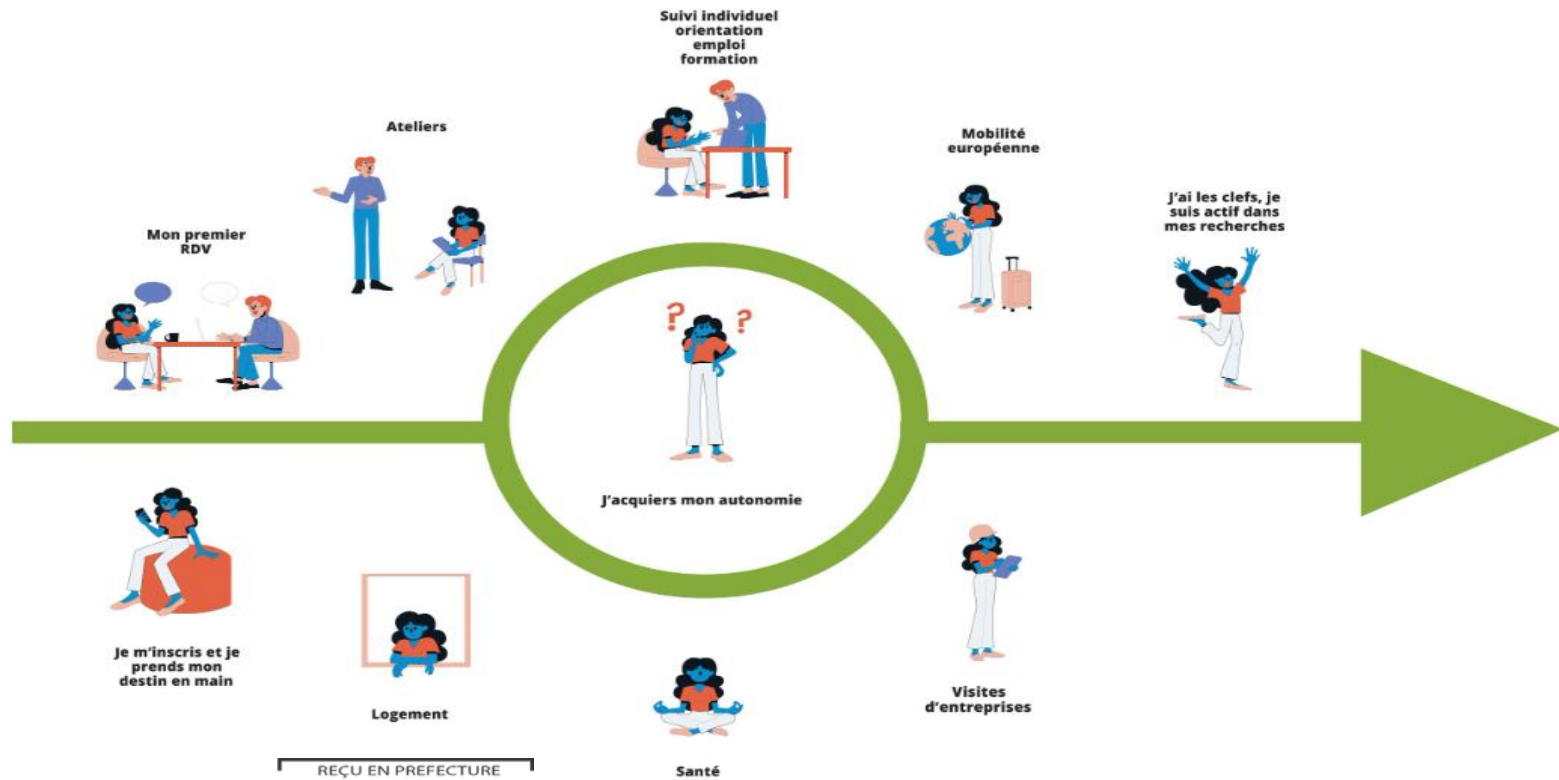 Suivi individuel
orientation
emploi
formation
Ateliers
Mobilité
européenne
J'ai les clefs, je
suis actif dans
mes recherches
Mon premier
RDV
?
?
J'acquiers mon autonomie
Je m'inscris et je
prends mon
destin en main
Logement
Visites
d'entreprises
Santé
REÇU EN PREFECTURE